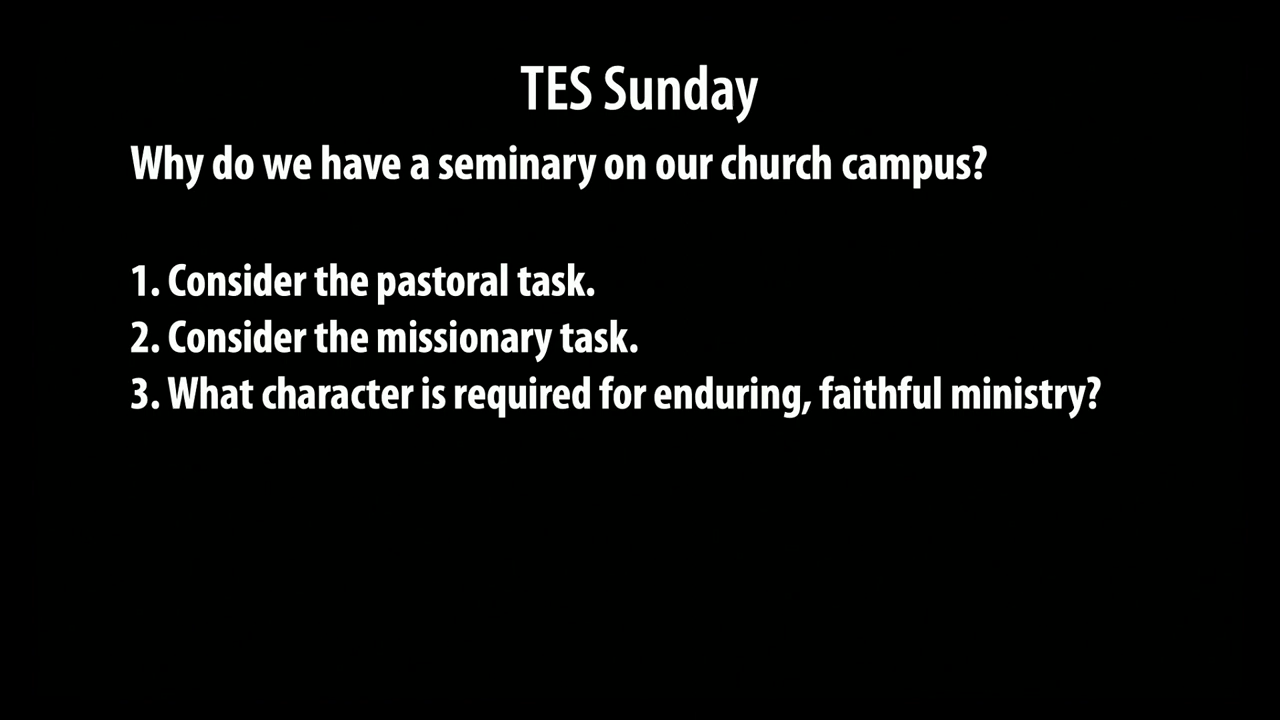 TES Sunday
Why do we have a seminary on our church campus?
1. Consider the pastoral task.
2. Consider the missionary task.
3. What character is required for enduring, faithful ministry?